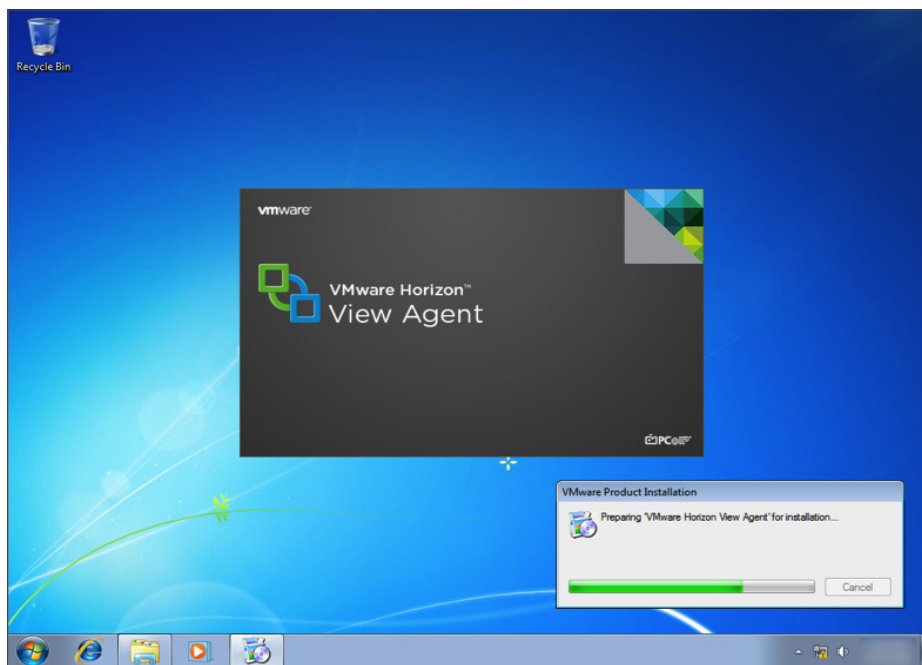 Recycle Bin
vmware
VMware Horizon™
View Agent
PCoIP
VMware Product Installation
Preparing 'VMware Horizon View Agent' for installation...
Cancel